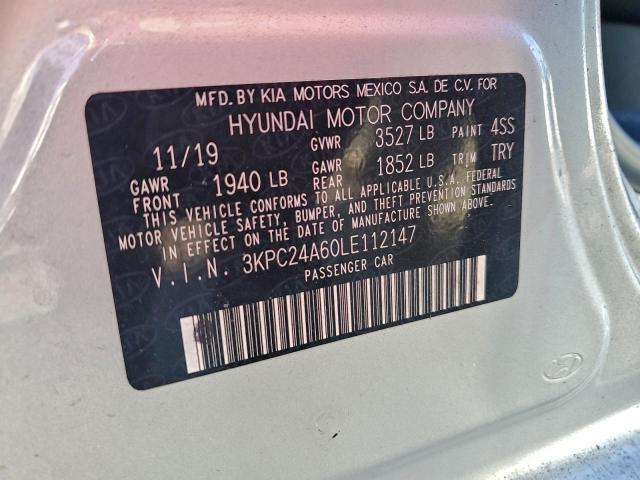 MFD. BY KIA MOTORS MEXICO S.A. DE C.V. FOR
HYUNDAI MOTOR COMPANY
11/19 GVWR 3527 LB PAINT 4SS
GAWR FRONT 1940 LB GAWR REAR 1852 LB TRIM TRY
THIS VEHICLE CONFORMS TO ALL APPLICABLE U.S.A. FEDERAL
MOTOR VEHICLE SAFETY, BUMPER, AND THEFT PREVENTION STANDARDS
IN EFFECT ON THE DATE OF MANUFACTURE SHOWN ABOVE.
V.I.N. 3KPC24A60LE112147
PASSENGER CAR